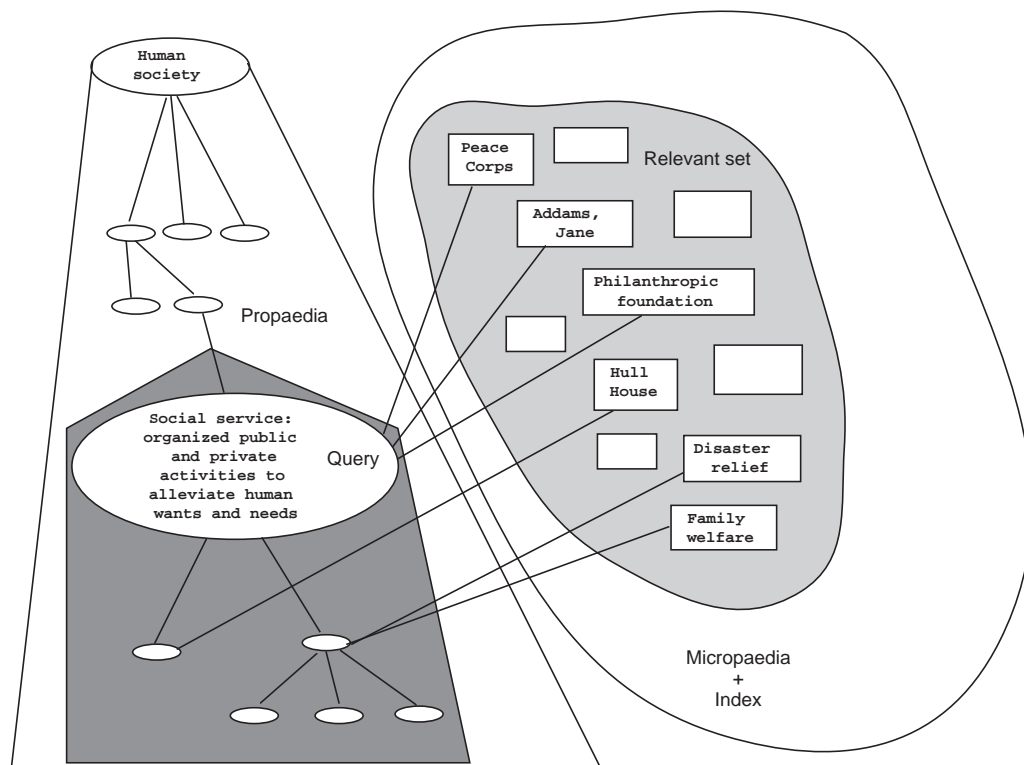 Human
society
Propaedia
Social service:
organized public
and private
activities to
alleviate human
wants and needs
Query
Peace
Corps
Relevant set
Addams,
Jane
Philanthropic
foundation
Hull
House
Disaster
relief
Family
welfare
Micropaedia
+
Index